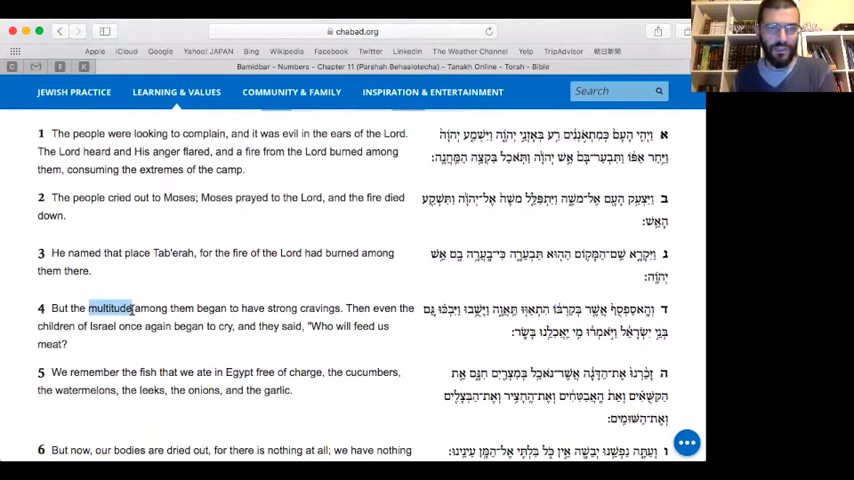 chabad.org
Apple iCloud Google Yahoo! JAPAN Bing Wikipedia Facebook Twitter LinkedIn The Weather Channel Yelp TripAdvisor 朝日新聞
C E K C
Bamidbar - Numbers - Chapter 11 (Parshah Behaalotecha) - Tanakh Online - Torah - Bible
JEWISH PRACTICE LEARNING & VALUES COMMUNITY & FAMILY INSPIRATION & ENTERTAINMENT Search
1 The people were looking to complain, and it was evil in the ears of the Lord.
The Lord heard and His anger flared, and a fire from the Lord burned among
them, consuming the extremes of the camp.
א וַיְהִי הָעָם כְּמִתְאֹנְנִים רַע בְּאָזְנֵי יְהֹוָה וַיִּשְׁמַע יְהֹוָה
וַיִּחַר אַפּוֹ וַתִּבְעַר־בָּם אֵשׁ יְהֹוָה וַתֹּאכַל בִּקְצֵה הַמַּחֲנֶה:
2 The people cried out to Moses; Moses prayed to the Lord, and the fire died
down.
ב וַיִּצְעַק הָעָם אֶל־מֹשֶׁה וַיִּתְפַּלֵּל מֹשֶׁה אֶל־יְהֹוָה וַתִּשְׁקַע
הָאֵשׁ:
3 He named that place Tab'erah, for the fire of the Lord had burned among
them there.
ג וַיִּקְרָא שֵׁם־הַמָּקוֹם הַהוּא תַּבְעֵרָה כִּי־בָעֲרָה בָם אֵשׁ
יְהֹוָה:
4 But the multitude among them began to have strong cravings. Then even the
children of Israel once again began to cry, and they said, "Who will feed us
meat?
ד וְהָאסַפְסֻף אֲשֶׁר בְּקִרְבּוֹ הִתְאַוּוּ תַּאֲוָה וַיָּשֻׁבוּ וַיִּבְכּוּ גַּם
בְּנֵי יִשְׂרָאֵל וַיֹּאמְרוּ מִי יַאֲכִלֵנוּ בָּשָׂר:
5 We remember the fish that we ate in Egypt free of charge, the cucumbers,
the watermelons, the leeks, the onions, and the garlic.
ה זָכַרְנוּ אֶת־הַדָּגָה אֲשֶׁר־נֹאכַל בְּמִצְרַיִם חִנָּם אֵת
הַקִּשֻּׁאִים וְאֵת הָאֲבַטִּחִים וְאֶת־הֶחָצִיר וְאֶת־הַבְּצָלִים
וְאֶת־הַשּׁוּמִים:
6 But now, our bodies are dried out, for there is nothing at all; we have nothing
ו וְעַתָּה נַפְשֵׁנוּ יְבֵשָׁה אֵין כֹּל בִּלְתִּי אֶל־הַמָּן עֵינֵינוּ: